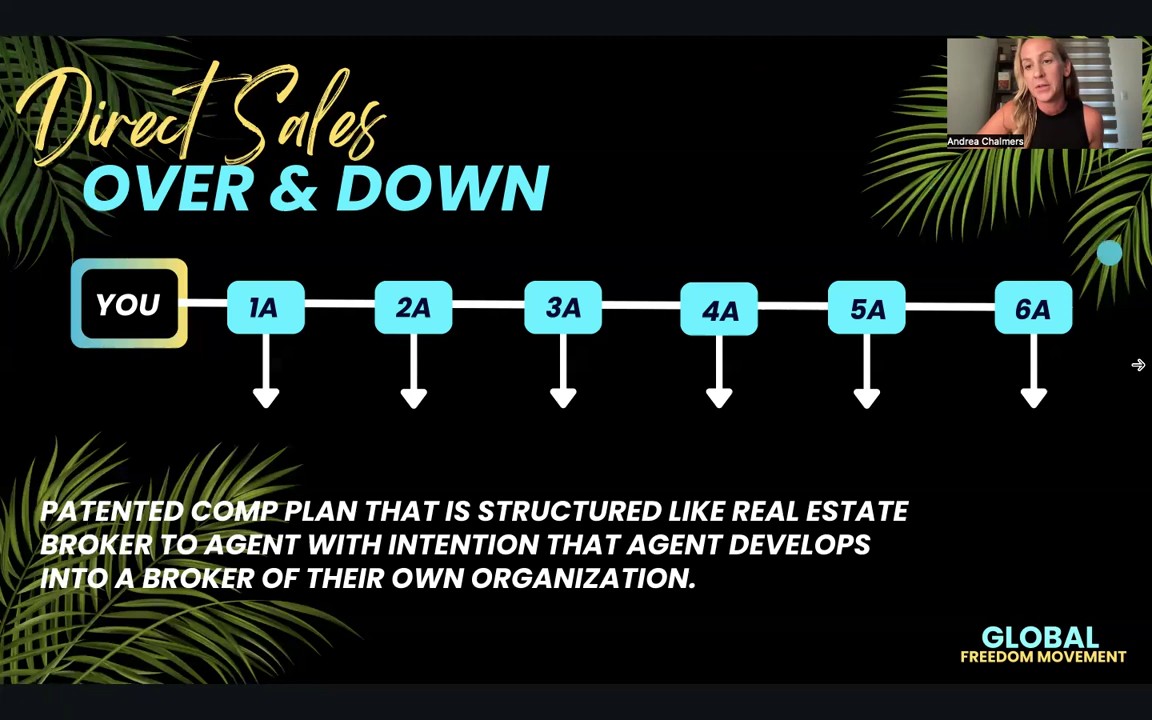 Direct Sales
OVER & DOWN
Andrea Chalmers
YOU
1A
2A
3A
4A
5A
6A
PATENTED COMP PLAN THAT IS STRUCTURED LIKE REAL ESTATE
BROKER TO AGENT WITH INTENTION THAT AGENT DEVELOPS
INTO A BROKER OF THEIR OWN ORGANIZATION.
GLOBAL
FREEDOM MOVEMENT